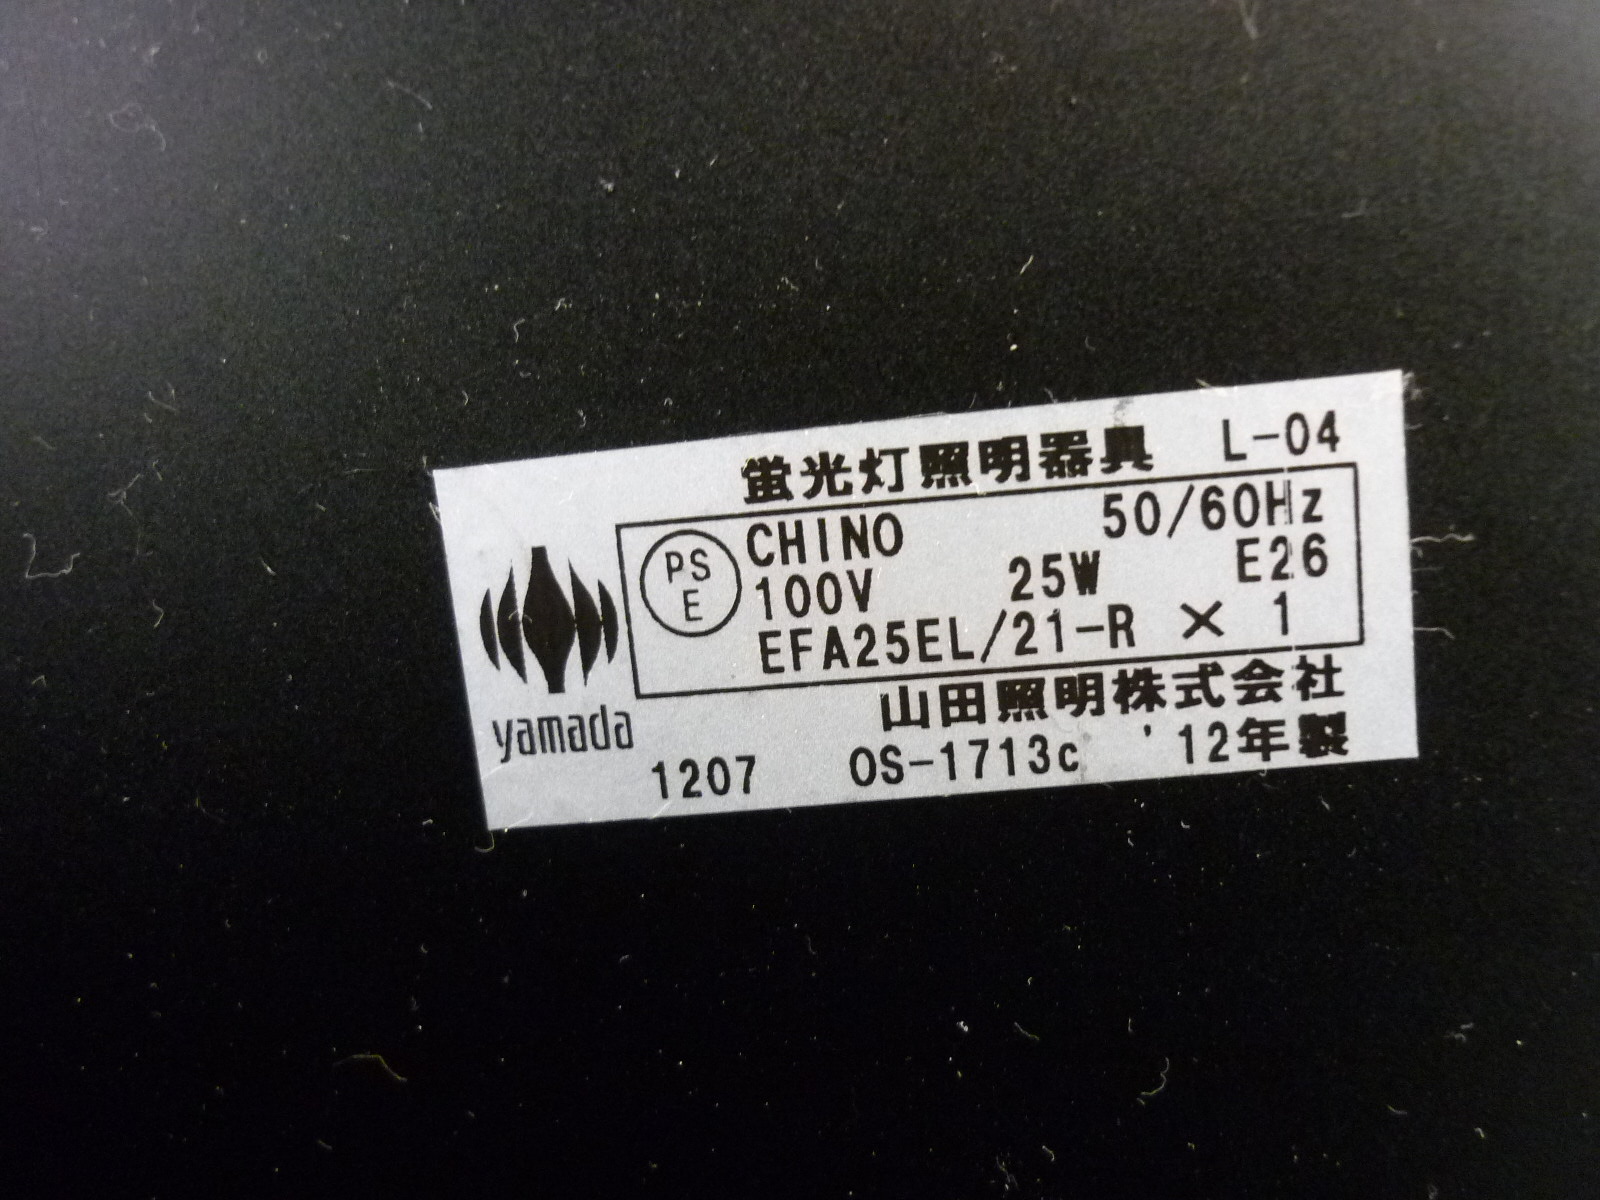 蛍光灯照明器具 L-04
PS
E
CHINO 50/60Hz
100V 25W E26
EFA25EL/21-R × 1
yamada
山田照明株式会社
1207 OS-1713c '12年製